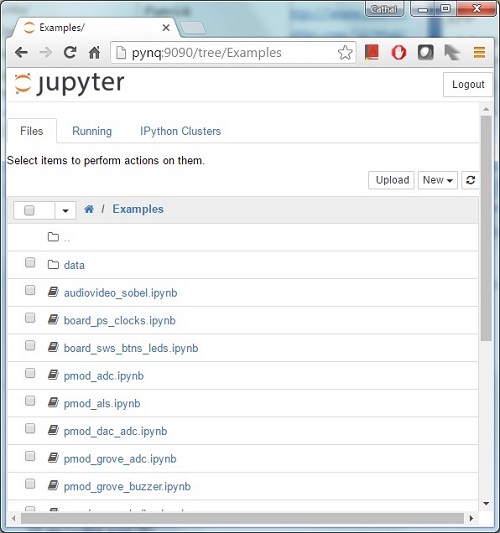 Cathal
Examples/
pynq:9090/tree/Examples
jupyter
Logout
Files Running IPython Clusters
Select items to perform actions on them.
Upload New
/ Examples
..
data
audiovideo_sobel.ipynb
board_ps_clocks.ipynb
board_sws_btns_leds.ipynb
pmod_adc.ipynb
pmod_als.ipynb
pmod_dac_adc.ipynb
pmod_grove_adc.ipynb
pmod_grove_buzzer.ipynb